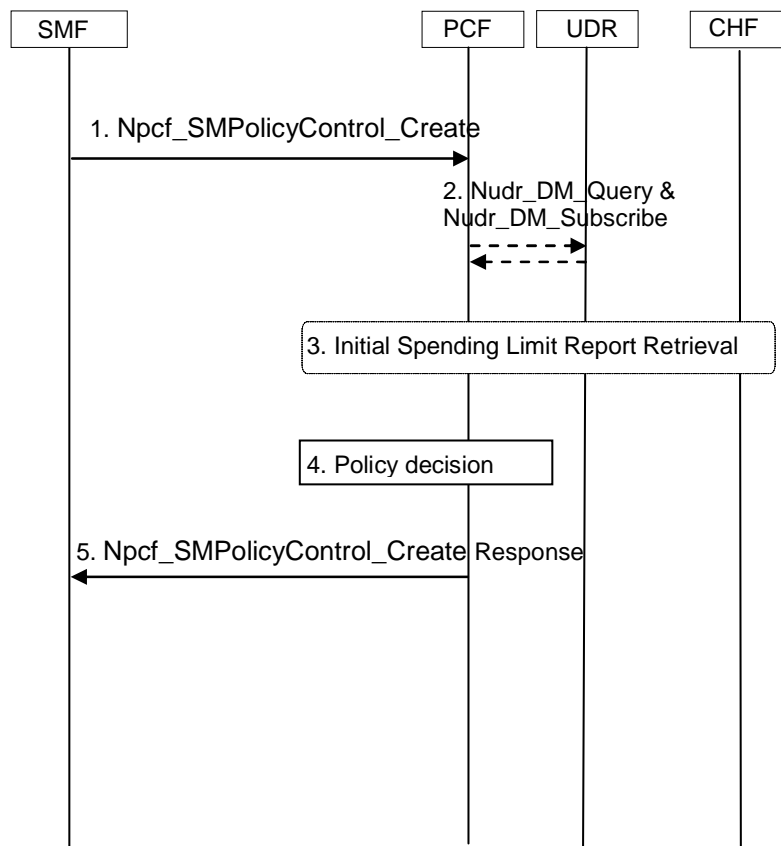 SMF
PCF
UDR
CHF
1. Npcf_SMPolicyControl_Create
2. Nudr_DM_Query &
Nudr_DM_Subscribe
3. Initial Spending Limit Report Retrieval
4. Policy decision
5. Npcf_SMPolicyControl_Create Response